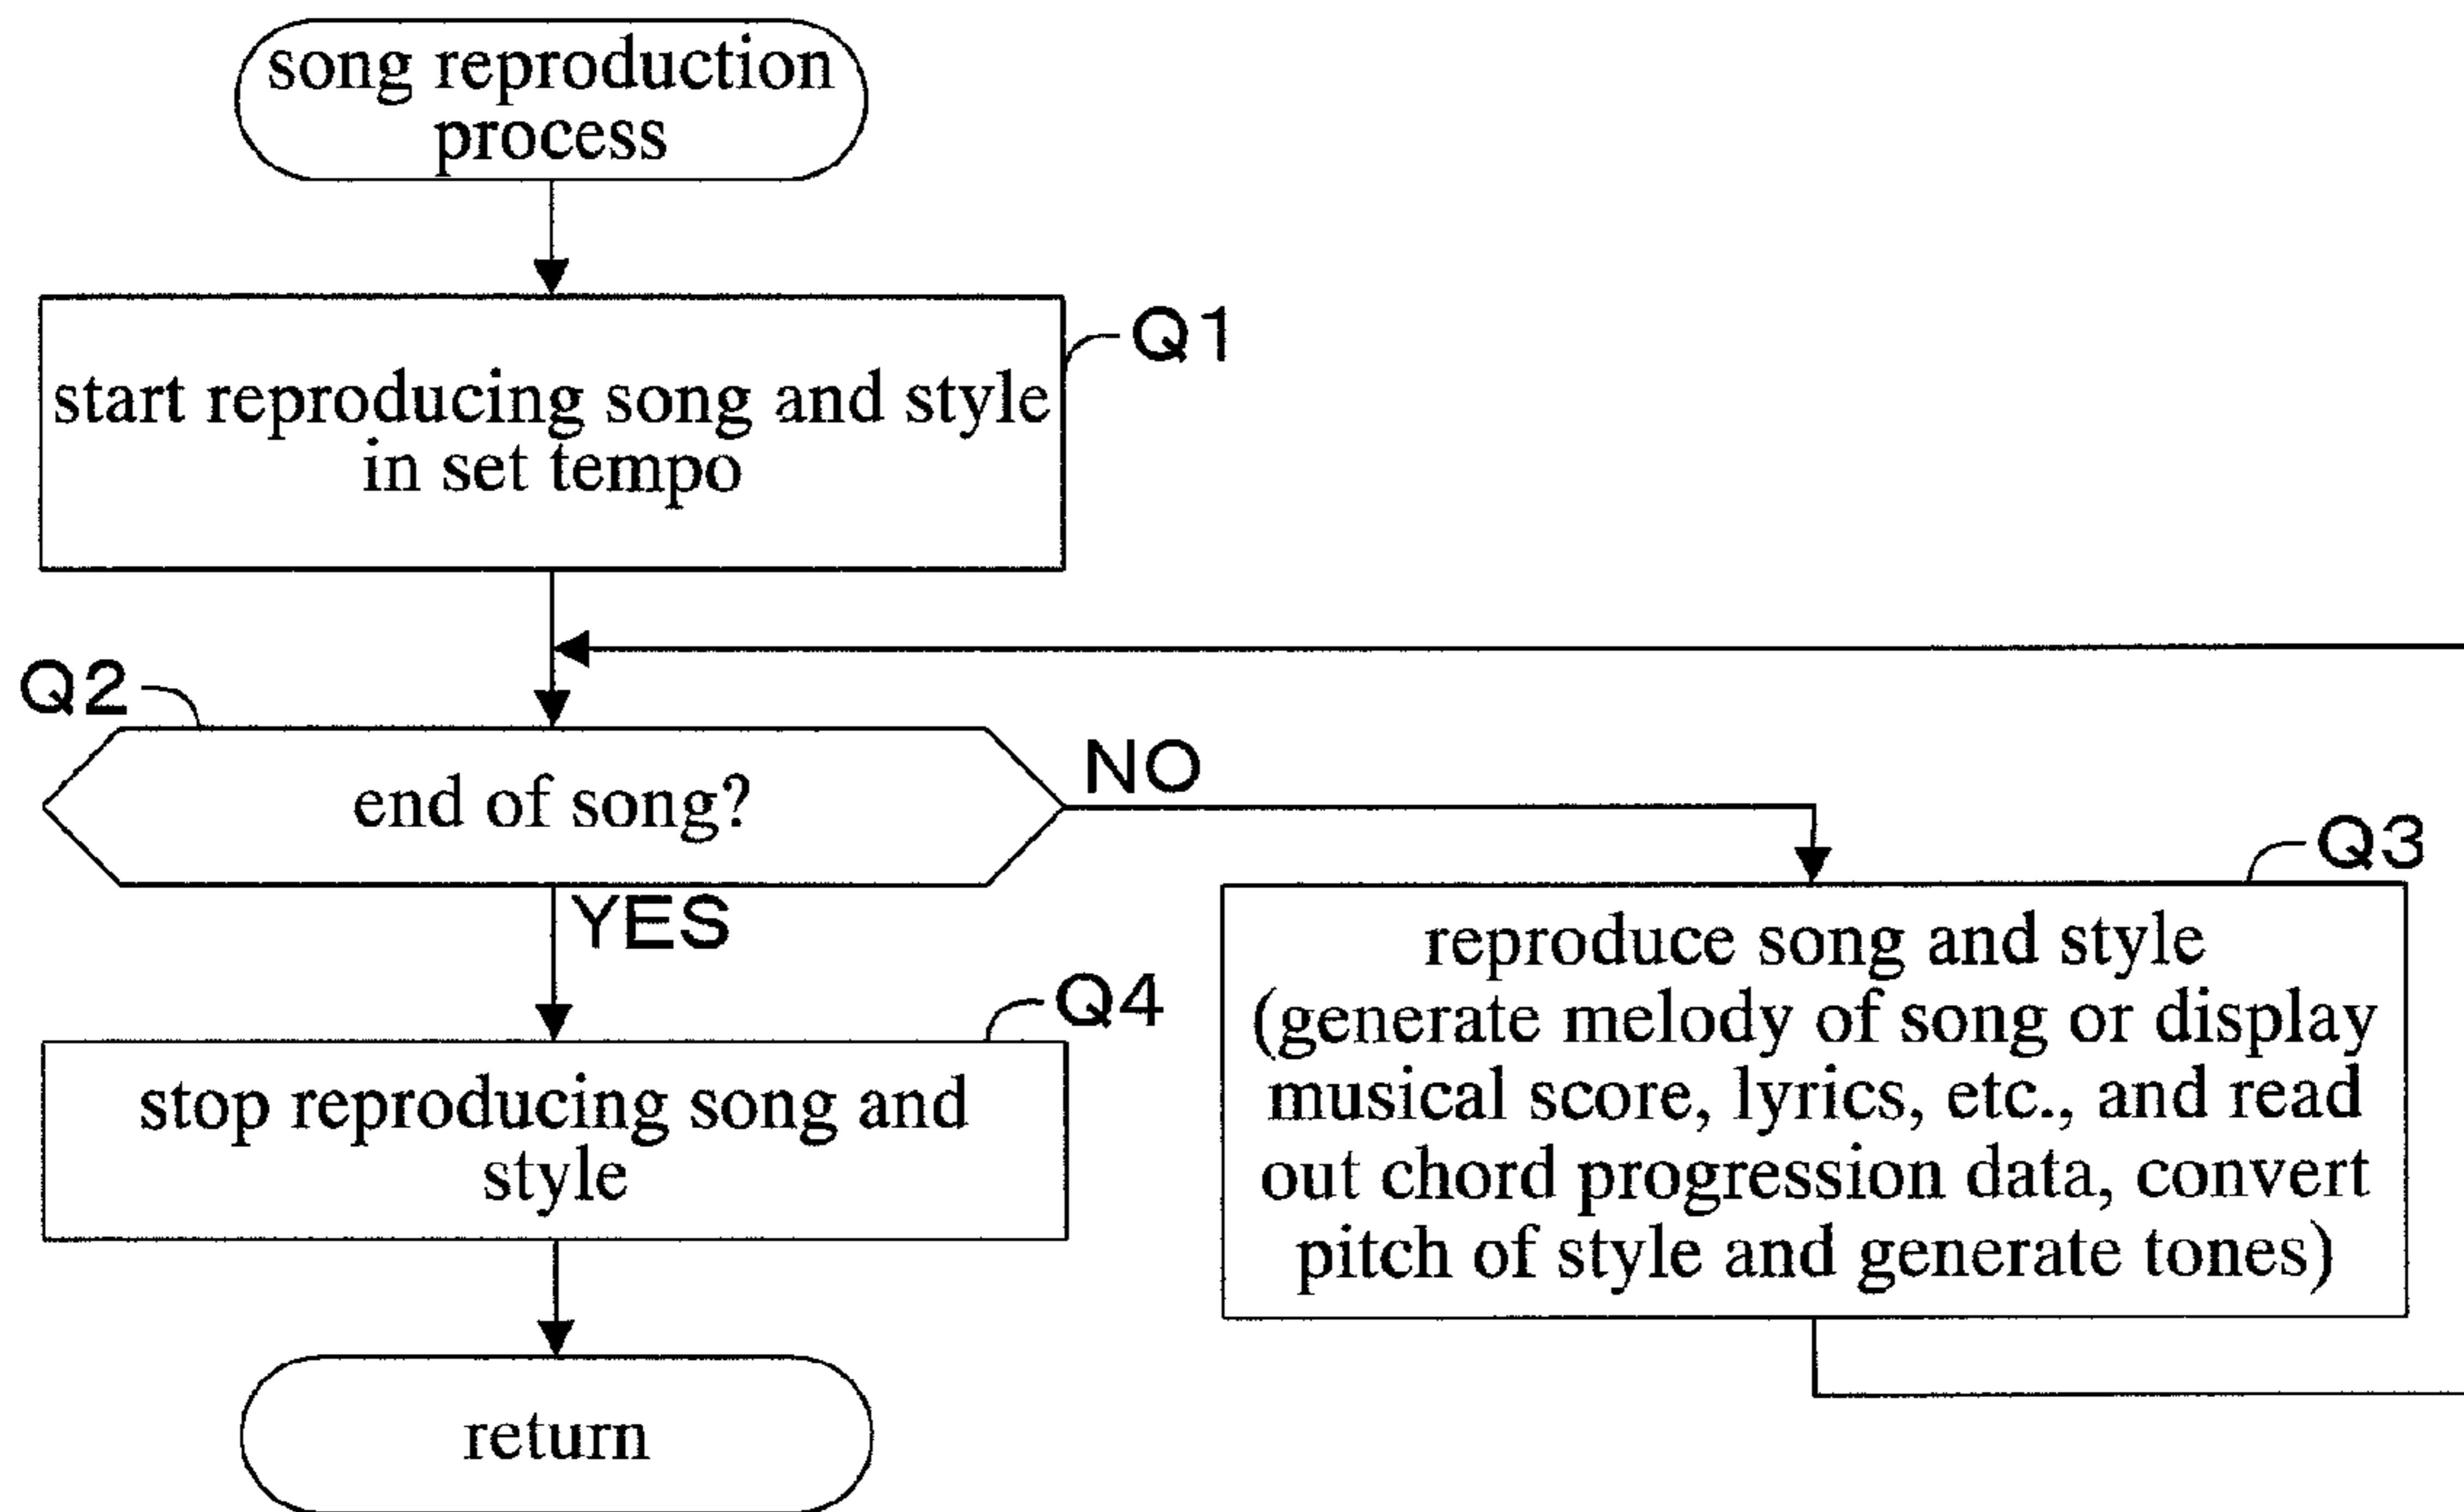 song reproduction
process
Q1
start reproducing song and style
in set tempo
Q2
end of song?
NO
YES
Q3
reproduce song and style
(generate melody of song or display
musical score, lyrics, etc., and read
out chord progression data, convert
pitch of style and generate tones)
Q4
stop reproducing song and
style
return